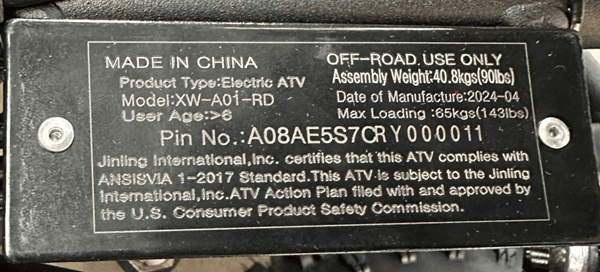 MADE IN CHINA OFF-ROAD USE ONLY
Product Type:Electric ATV Assembly Weight:40.8kgs(90lbs)
Model:XW-A01-RD Date of Manufacture:2024-04
User Age:>6 Max Loading :65kgs(143lbs)
Pin No.:A08AE5S7CRY000011
Jinling International,Inc. certifies that this ATV complies with
ANSISVIA 1-2017 Standard.This ATV is subject to the Jinling
International,Inc.ATV Action Plan filed with and approved by
the U.S. Consumer Product Safety Commission.